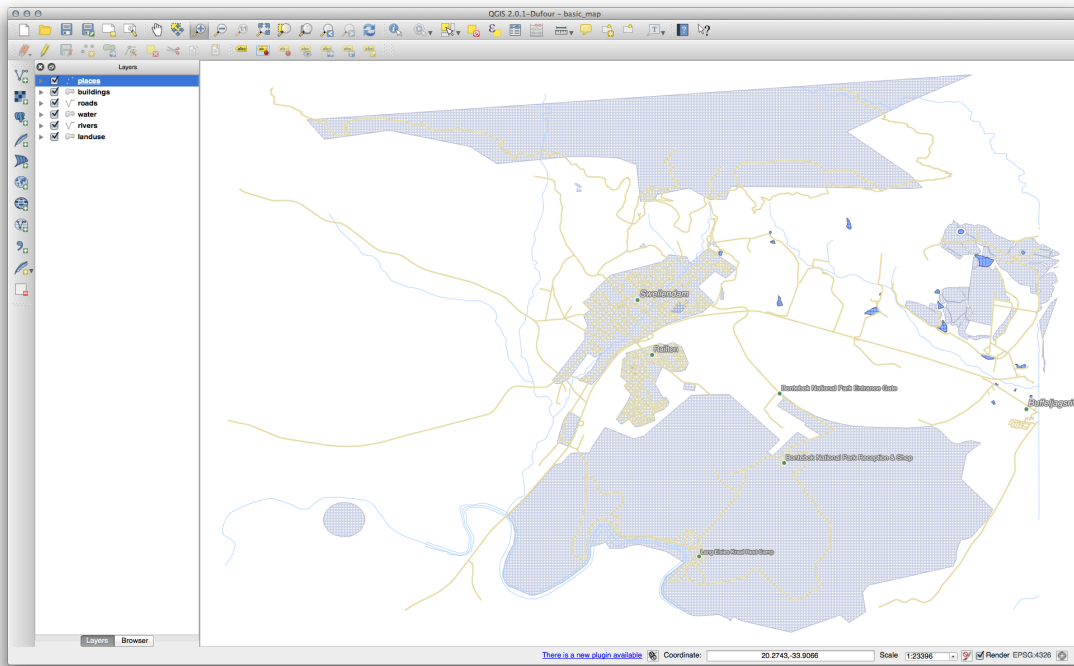 QGIS 2.0.1-Dufour - basic_map
Layers
places
buildings
roads
water
rivers
landuse
Swellendam
Railton
Bontebok National Park Entrance Gate
Bontebok National Park Reception & Shop
Lang Elsies Kraal Rest Camp
Layers
Browser
There is a new plugin available
Coordinate:
20.2743,-33.9066
Scale
1:23396
Render
EPSG:4326